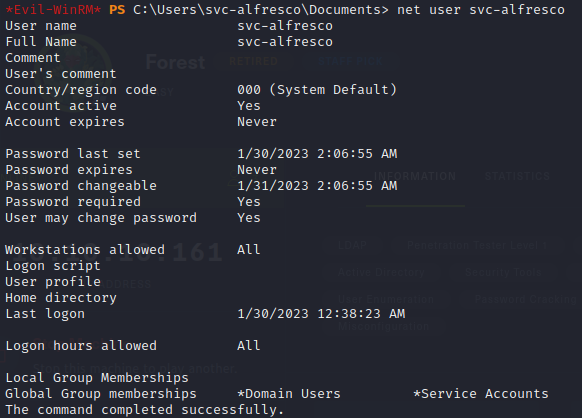 *Evil-WinRM* PS C:\Users\svc-alfresco\Documents> net user svc-alfresco
User name svc-alfresco
Full Name svc-alfresco
Comment
User's comment
Country/region code 000 (System Default)
Account active Yes
Account expires Never
Password last set 1/30/2023 2:06:55 AM
Password expires Never
Password changeable 1/31/2023 2:06:55 AM
Password required Yes
User may change password Yes
Workstations allowed All
Logon script
User profile
Home directory
Last logon 1/30/2023 12:38:23 AM
Logon hours allowed All
Local Group Memberships
Global Group memberships *Domain Users *Service Accounts
The command completed successfully.
Forest
RETIRED
STATISTICS
INFORMATION
STATISTICS